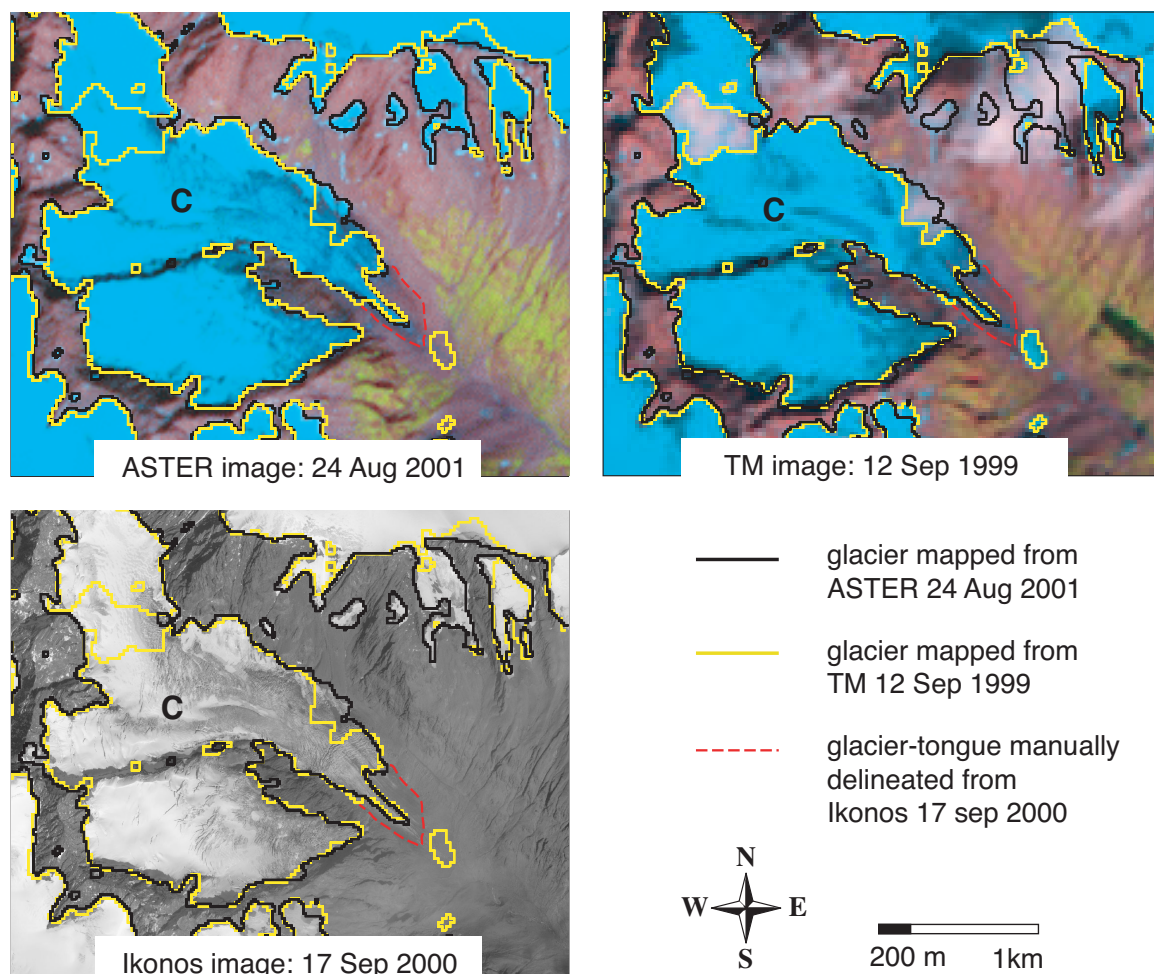 C
ASTER image: 24 Aug 2001
C
TM image: 12 Sep 1999
C
Ikonos image: 17 Sep 2000
glacier mapped from
ASTER 24 Aug 2001
glacier mapped from
TM 12 Sep 1999
glacier-tongue manually
delineated from
Ikonos 17 sep 2000
N
W E
S
200 m 1km